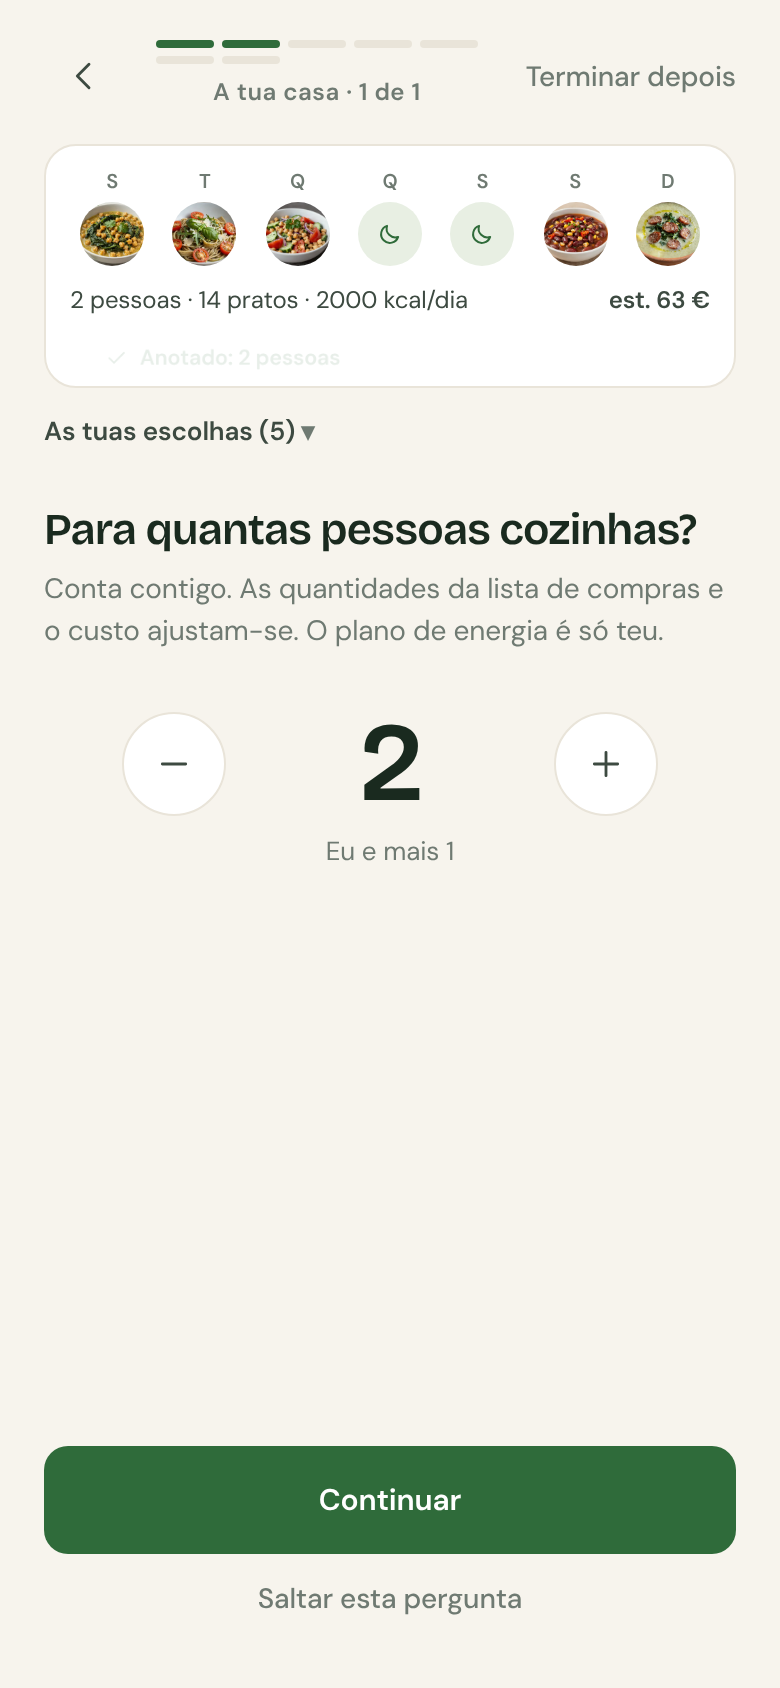 A tua casa · 1 de 1
Terminar depois
S T Q Q S S D
2 pessoas · 14 pratos · 2000 kcal/dia est. 63 €
Anotado: 2 pessoas
As tuas escolhas (5) ▾
Para quantas pessoas cozinhas?
Conta contigo. As quantidades da lista de compras e
o custo ajustam-se. O plano de energia é só teu.
2
Eu e mais 1
Continuar
Saltar esta pergunta